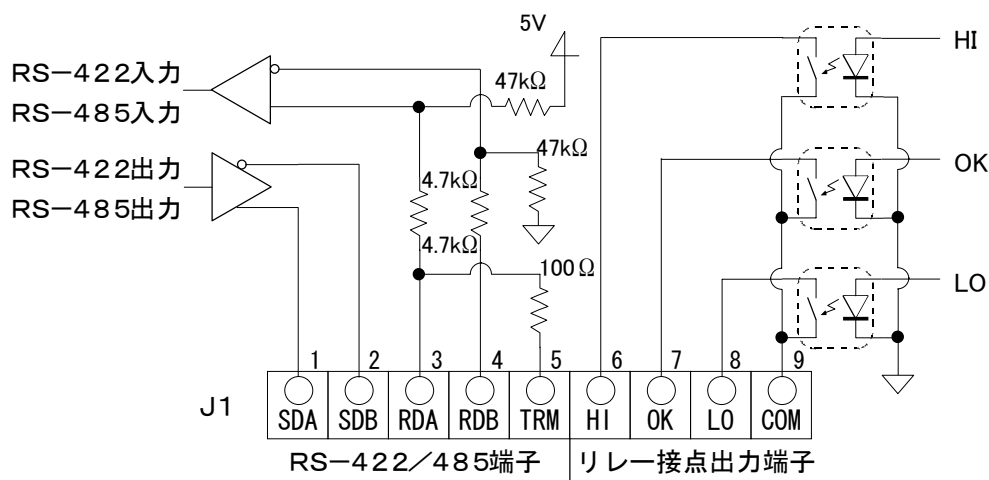 5V
HI
RS-422入力
47kΩ
RS-485入力
RS-422出力
47kΩ
OK
4.7kΩ
RS-485出力
4.7kΩ
100Ω
LO
1 2 3 4 5 6 7 8 9
J1
SDA SDB RDA RDB TRM HI OK LO COM
RS-422／485端子 リレー接点出力端子